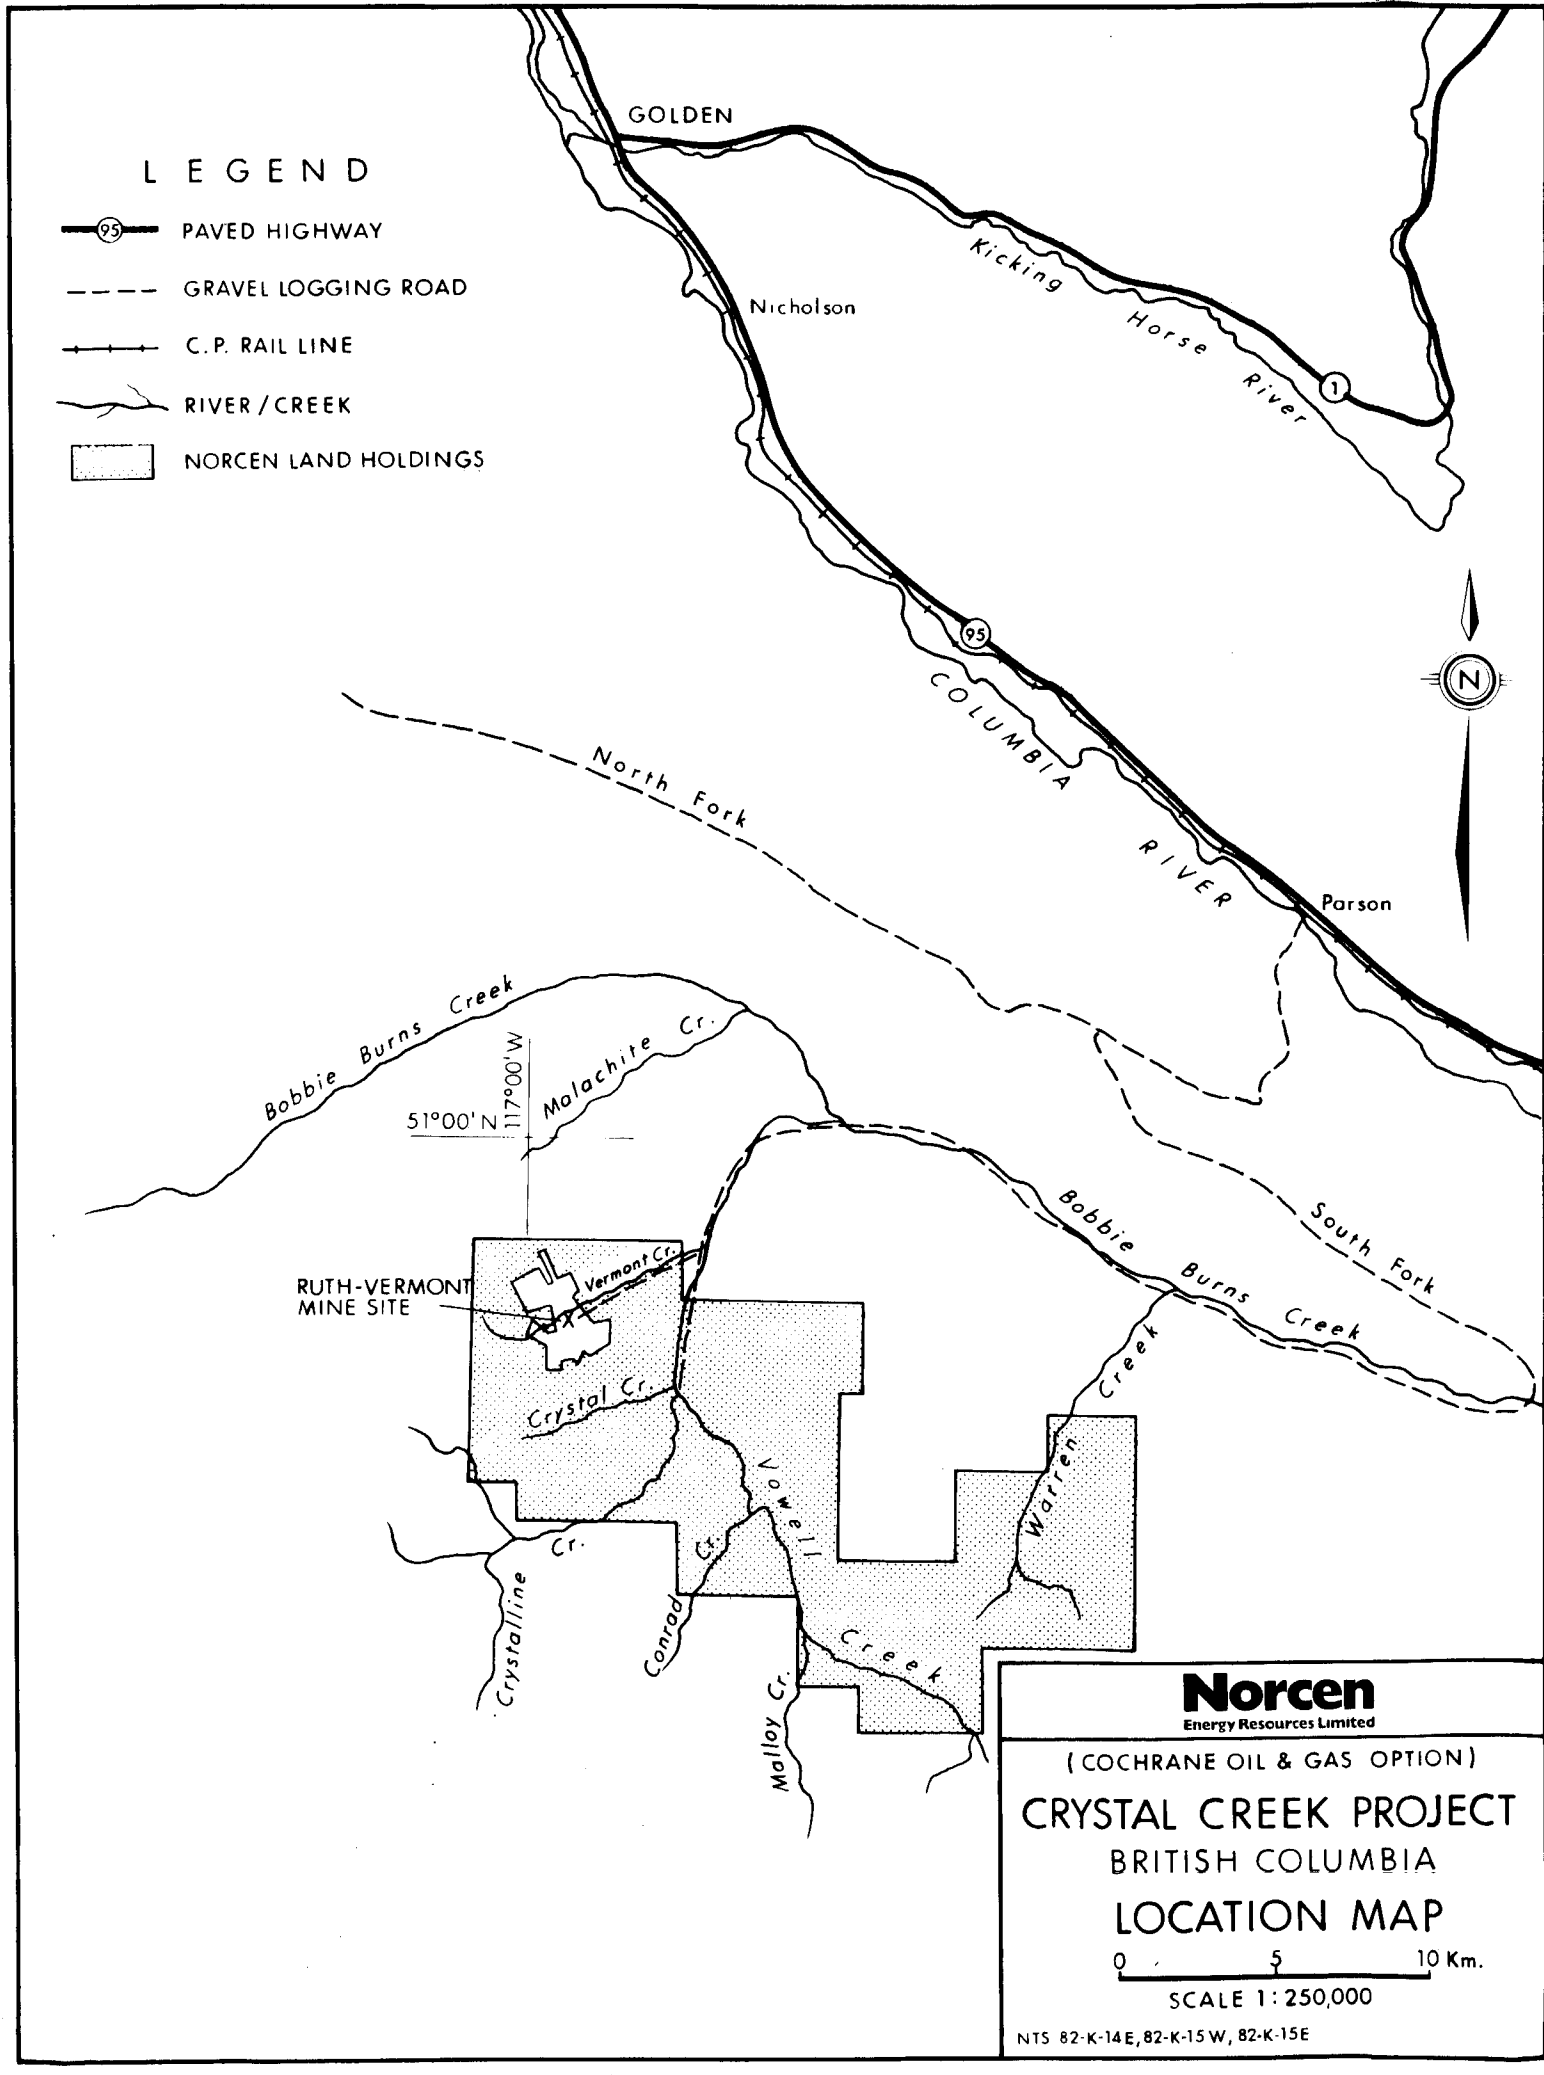 GOLDEN
LEGEND
95
PAVED HIGHWAY
GRAVEL LOGGING ROAD
C.P. RAIL LINE
RIVER/CREEK
NORCEN LAND HOLDINGS
Kicking Horse River
1
Nicholson
95
COLUMBIA RIVER
N
North Fork
Parson
Bobbie Burns Creek
Malachite Cr.
117°00'W
51°00'N
Bobbie Burns Creek
South Fork
Vermont Cr.
RUTH-VERMONT
MINE SITE
Crystal Cr.
Warren Creek
Vowell Creek
Crystalline Cr.
Conrad Cr.
Malloy Cr.
Norcen
Energy Resources Limited
(COCHRANE OIL & GAS OPTION)
CRYSTAL CREEK PROJECT
BRITISH COLUMBIA
LOCATION MAP
0 5 10 Km.
SCALE 1:250,000
NTS 82-K-14E, 82-K-15W, 82-K-15E